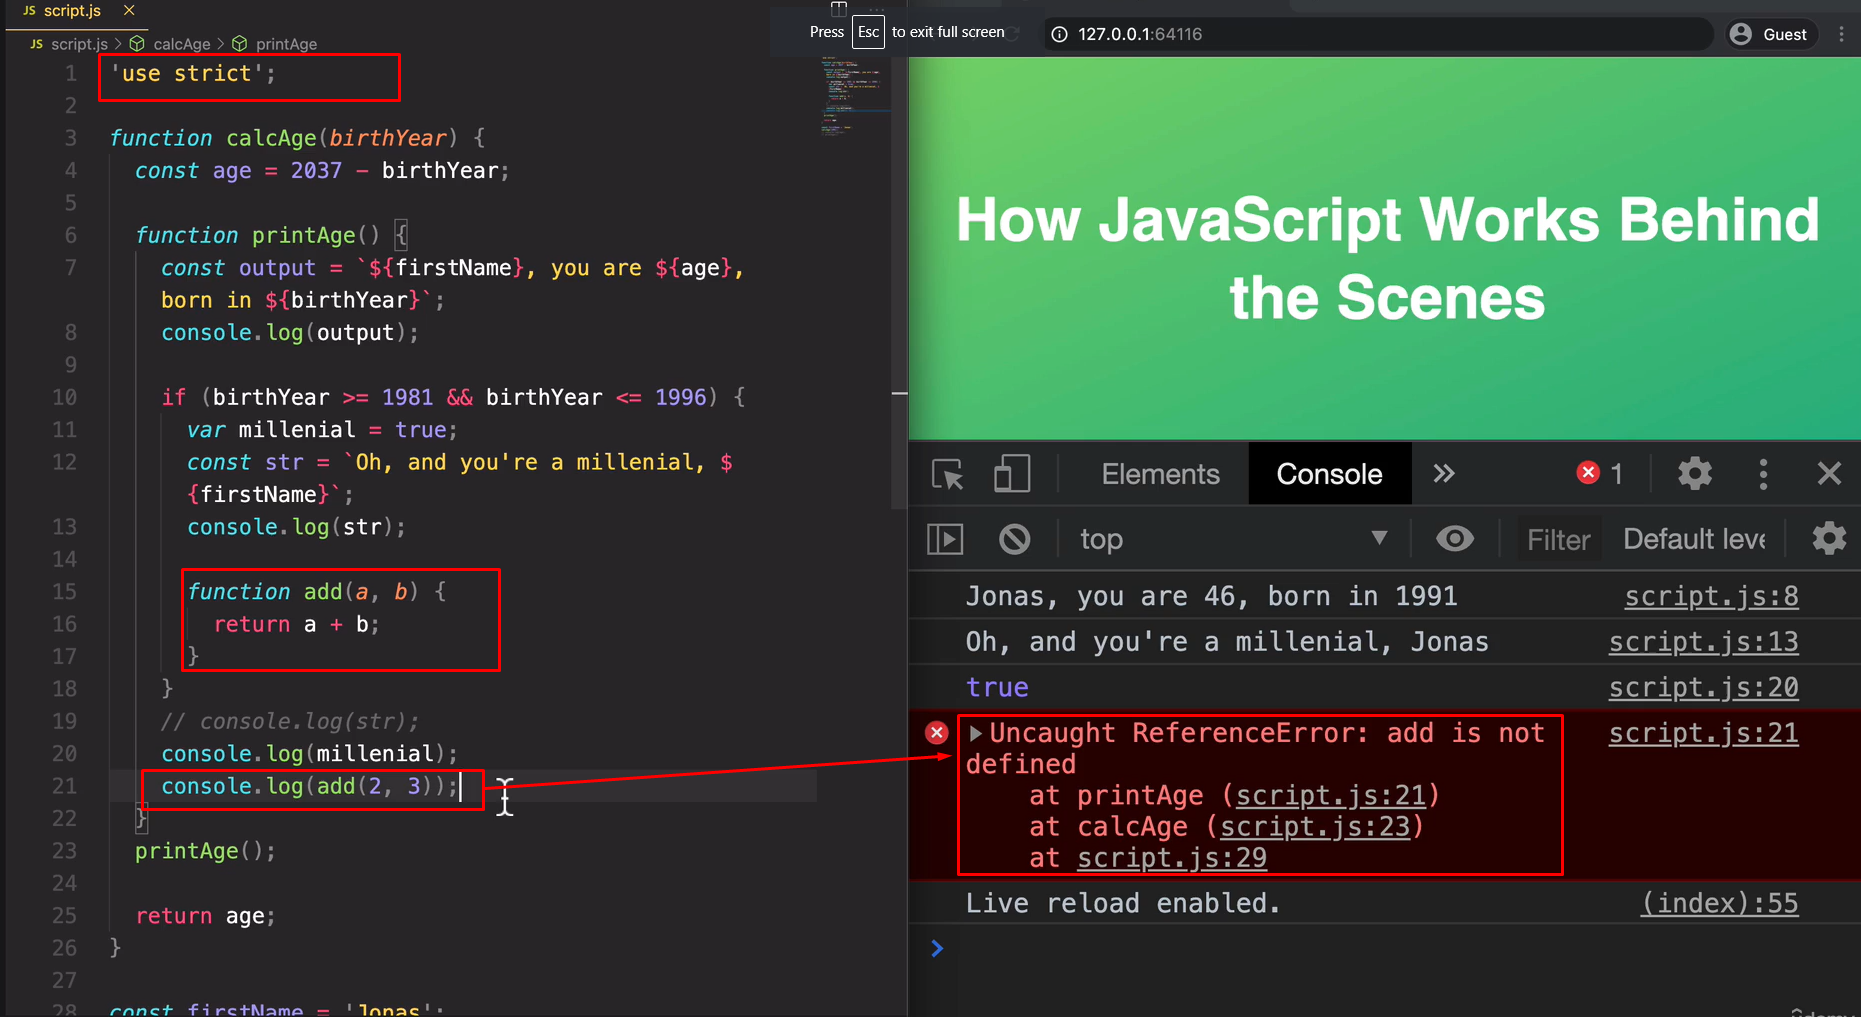 JS script.js ×
Press Esc to exit full screen
127.0.0.1:64116
Guest
JS script.js > calcAge > printAge
1 'use strict';
2
3 function calcAge(birthYear) {
4 const age = 2037 - birthYear;
5
6 function printAge() {
7 const output = `${firstName}, you are ${age},
born in ${birthYear}`;
8 console.log(output);
9
10 if (birthYear >= 1981 && birthYear <= 1996) {
11 var millenial = true;
12 const str = `Oh, and you're a millenial, $
{firstName}`;
13 console.log(str);
14
15 function add(a, b) {
16 return a + b;
17 }
18 }
19 // console.log(str);
20 console.log(millenial);
21 console.log(add(2, 3));
22 }
23 printAge();
24
25 return age;
26 }
27
28 const firstName = 'Jonas';
How JavaScript Works Behind
the Scenes
Elements Console » 1
top Filter Default leve
Jonas, you are 46, born in 1991 script.js:8
Oh, and you're a millenial, Jonas script.js:13
true script.js:20
Uncaught ReferenceError: add is not script.js:21
defined
at printAge (script.js:21)
at calcAge (script.js:23)
at script.js:29
Live reload enabled. (index):55
>